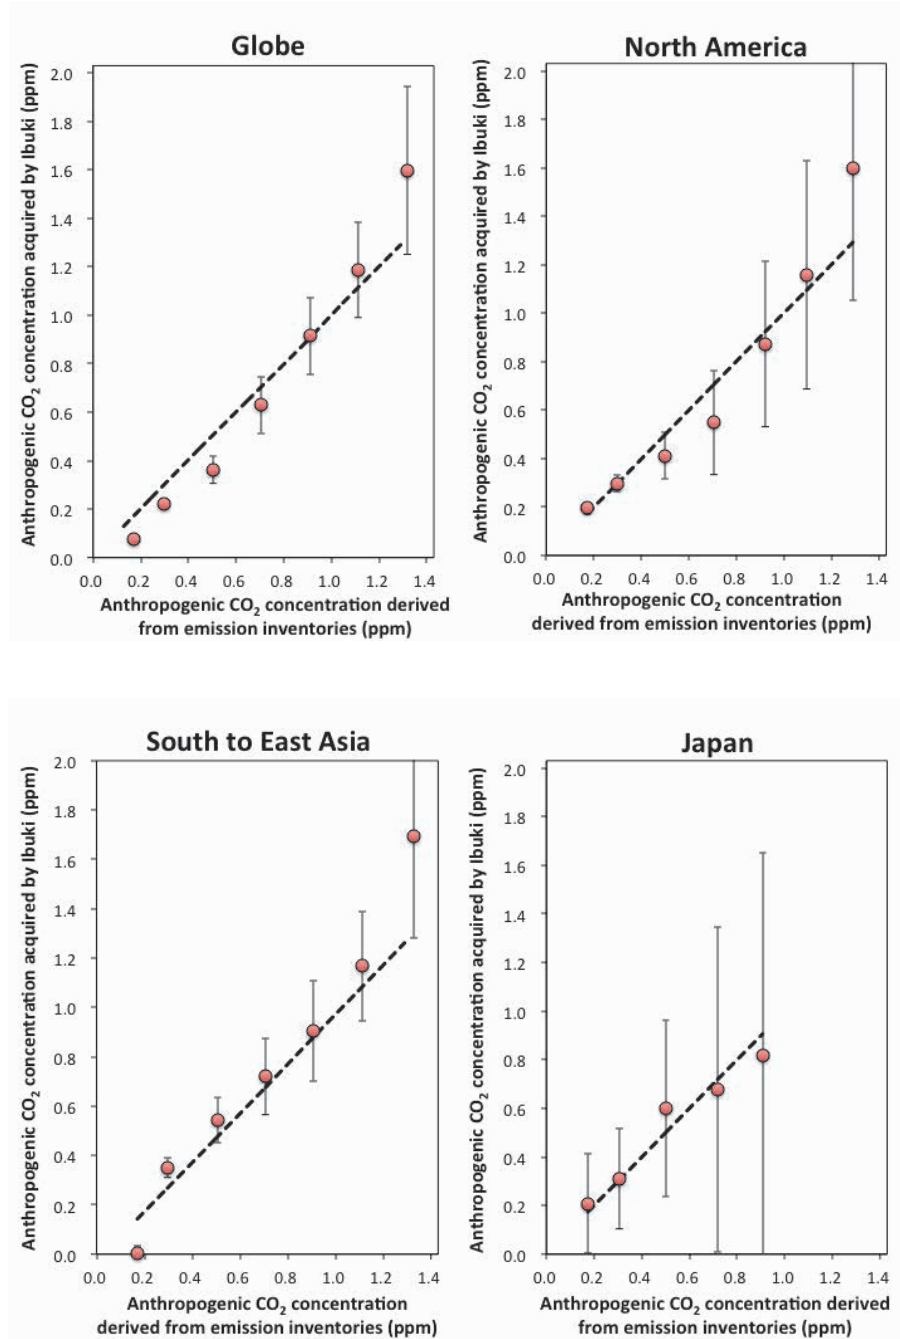 Globe
Anthropogenic CO₂ concentration acquired by Ibuki (ppm)
2.0
1.8
1.6
1.4
1.2
1.0
0.8
0.6
0.4
0.2
0.0
0.0 0.2 0.4 0.6 0.8 1.0 1.2 1.4
Anthropogenic CO₂ concentration derived
from emission inventories (ppm)
North America
Anthropogenic CO₂ concentration acquired by Ibuki (ppm)
2.0
1.8
1.6
1.4
1.2
1.0
0.8
0.6
0.4
0.2
0.0
0.0 0.2 0.4 0.6 0.8 1.0 1.2 1.4
Anthropogenic CO₂ concentration
derived from emission inventories (ppm)
South to East Asia
Anthropogenic CO₂ concentration acquired by Ibuki (ppm)
2.0
1.8
1.6
1.4
1.2
1.0
0.8
0.6
0.4
0.2
0.0
0.0 0.2 0.4 0.6 0.8 1.0 1.2 1.4
Anthropogenic CO₂ concentration
derived from emission inventories (ppm)
Japan
Anthropogenic CO₂ concentration acquired by Ibuki (ppm)
2.0
1.8
1.6
1.4
1.2
1.0
0.8
0.6
0.4
0.2
0.0
0.0 0.2 0.4 0.6 0.8 1.0 1.2 1.4
Anthropogenic CO₂ concentration derived
from emission inventories (ppm)